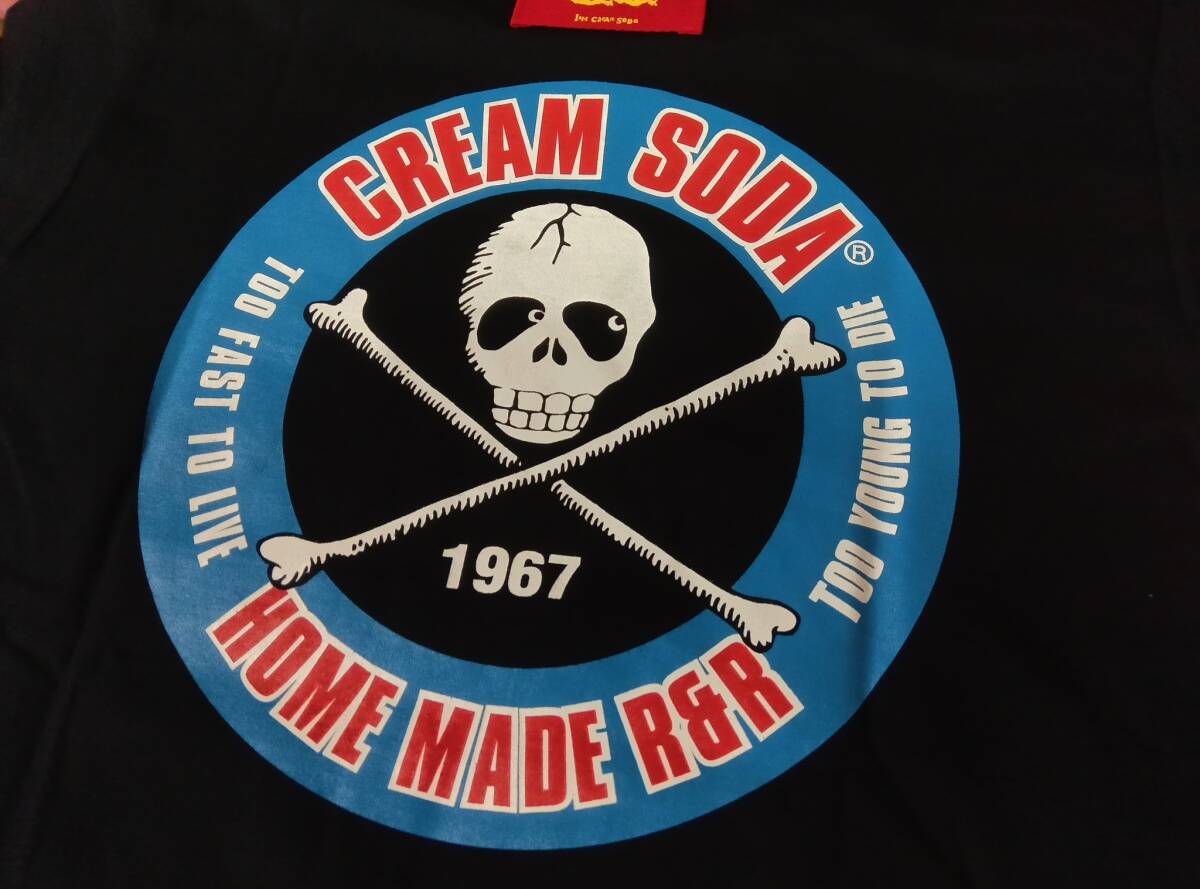 CREAM SODA®
TOO FAST TO LIVE
TOO YOUNG TO DIE
1967
HOME MADE R&R